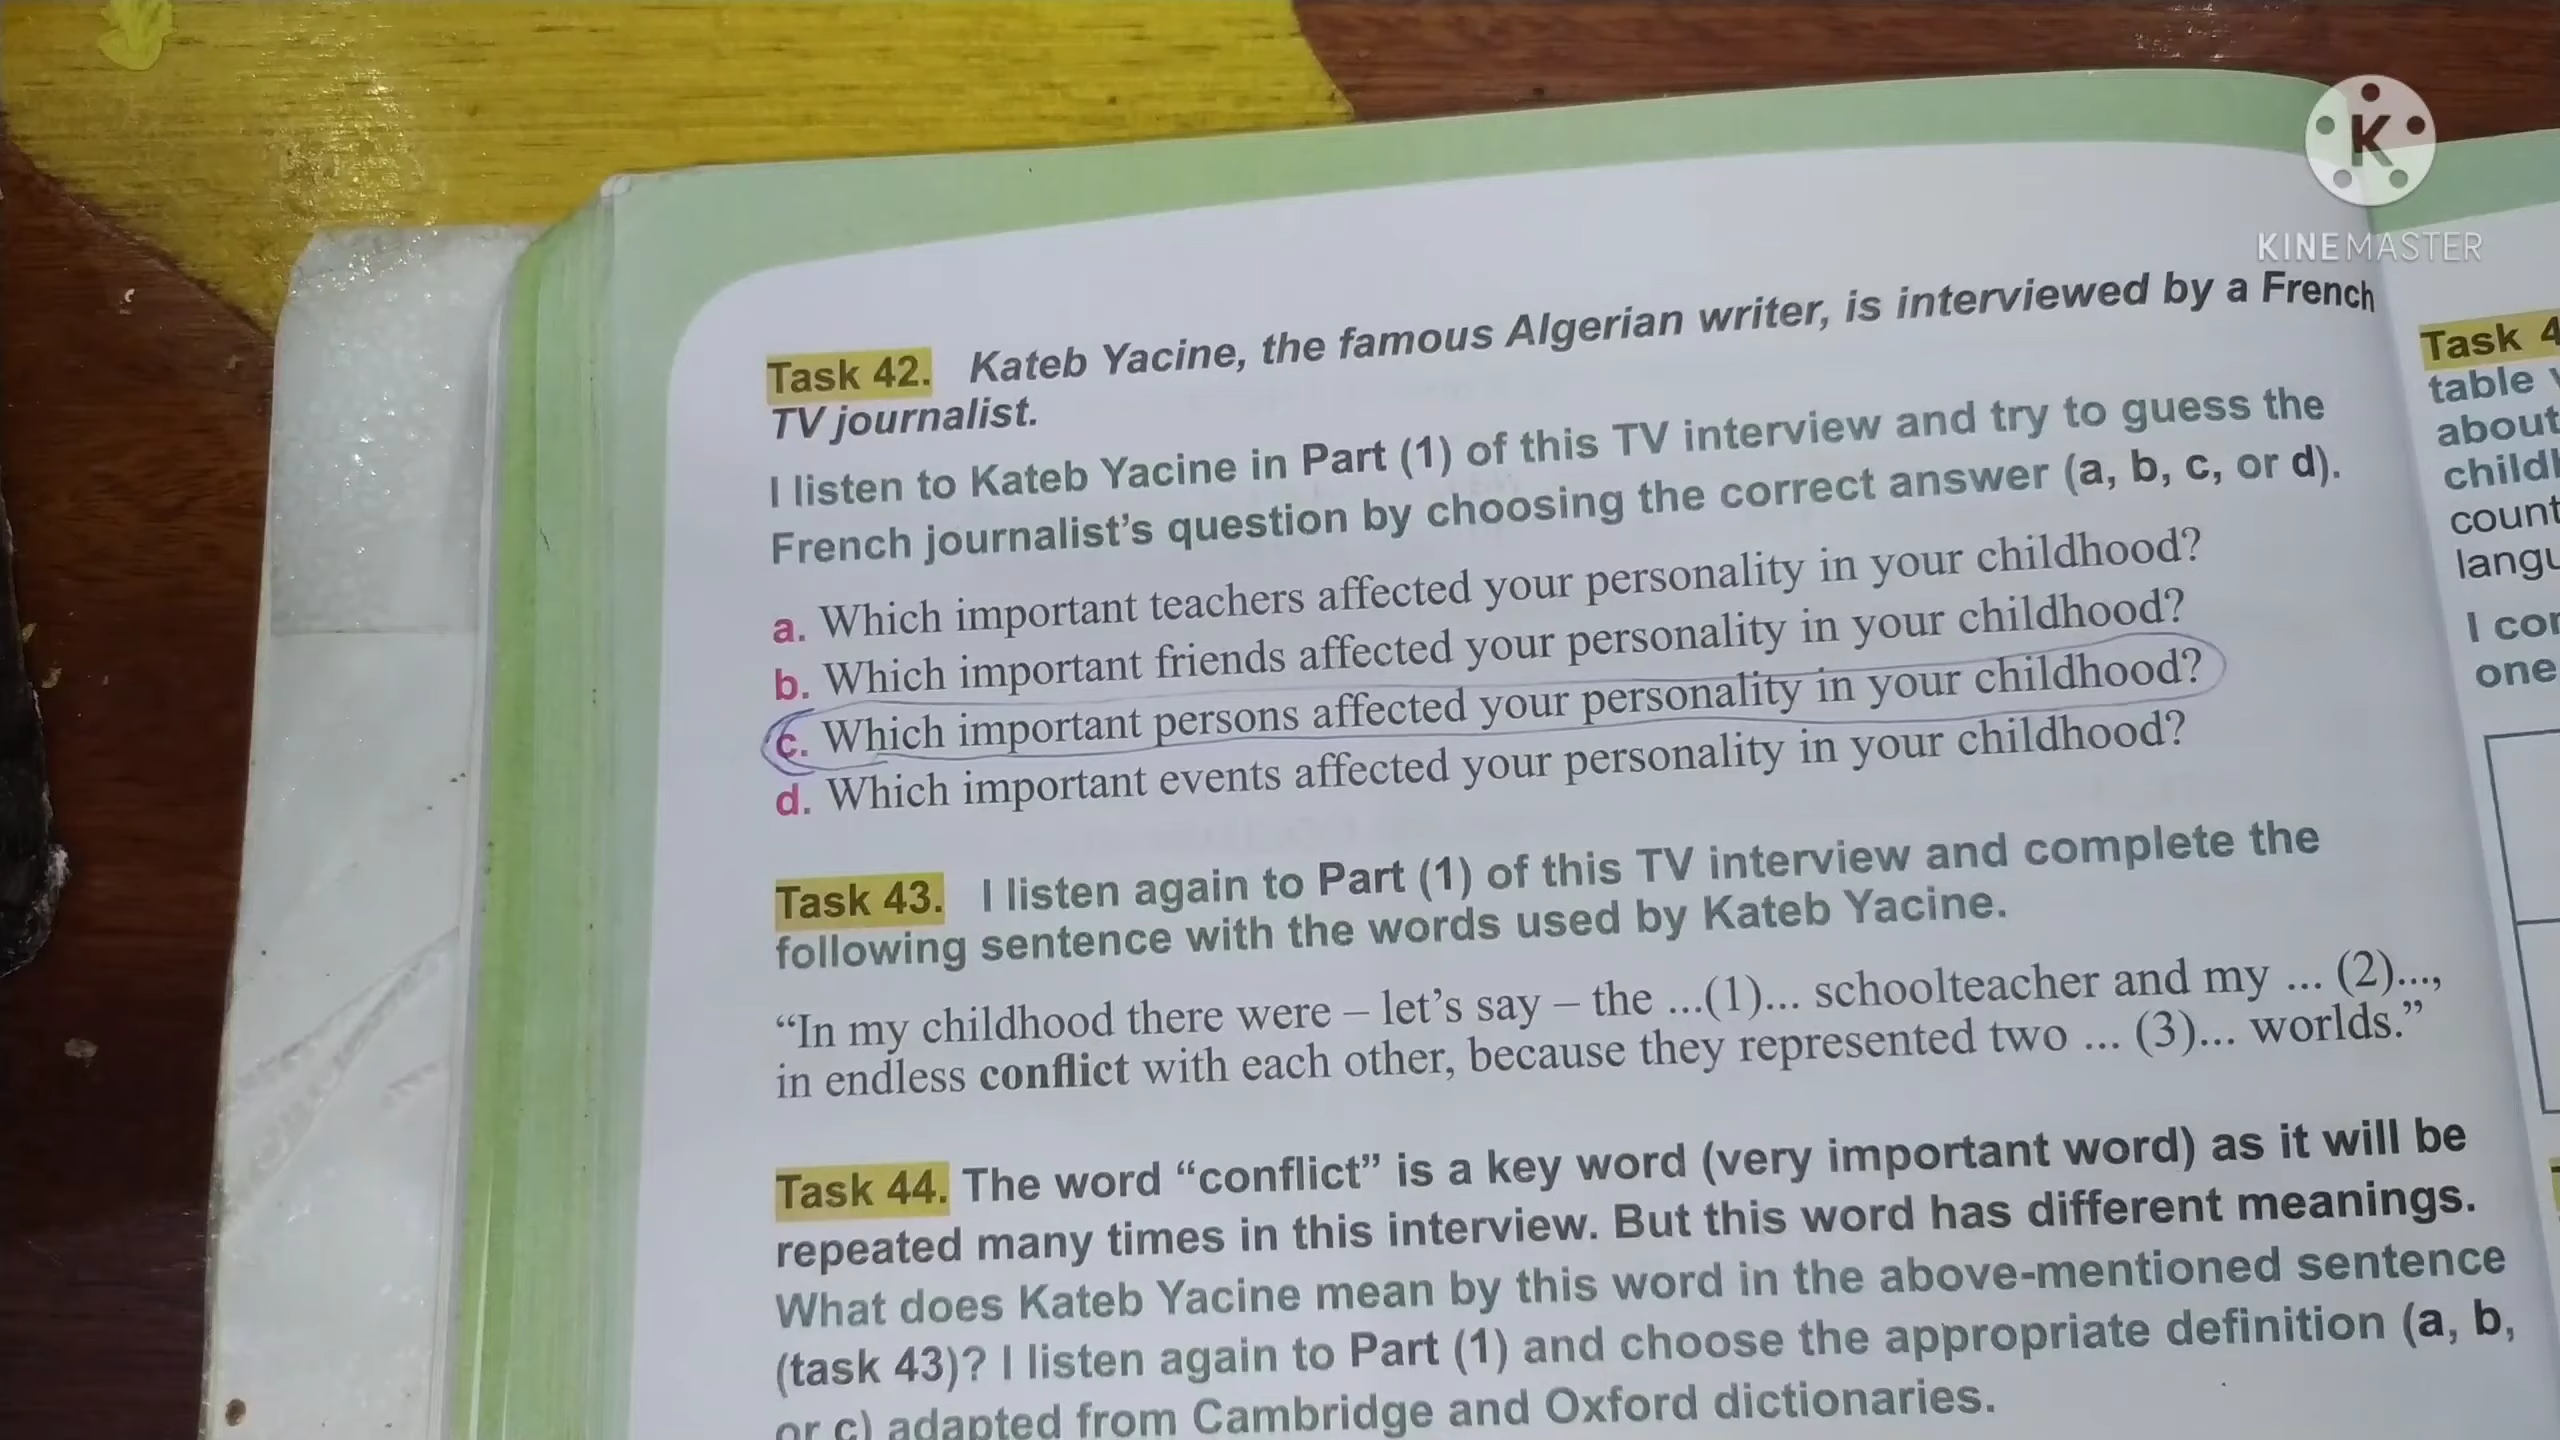 KINEMASTER
Task 42. Kateb Yacine, the famous Algerian writer, is interviewed by a French
TV journalist.
I listen to Kateb Yacine in Part (1) of this TV interview and try to guess the
French journalist’s question by choosing the correct answer (a, b, c, or d).
a. Which important teachers affected your personality in your childhood?
b. Which important friends affected your personality in your childhood?
c. Which important persons affected your personality in your childhood?
d. Which important events affected your personality in your childhood?
Task 43. I listen again to Part (1) of this TV interview and complete the
following sentence with the words used by Kateb Yacine.
“In my childhood there were – let’s say – the ...(1)... schoolteacher and my ... (2)...,
in endless conflict with each other, because they represented two ... (3)... worlds.”
Task 44. The word “conflict” is a key word (very important word) as it will be
repeated many times in this interview. But this word has different meanings.
What does Kateb Yacine mean by this word in the above-mentioned sentence
(task 43)? I listen again to Part (1) and choose the appropriate definition (a, b,
or c) adapted from Cambridge and Oxford dictionaries.
Task 4
table
about
count
I
one